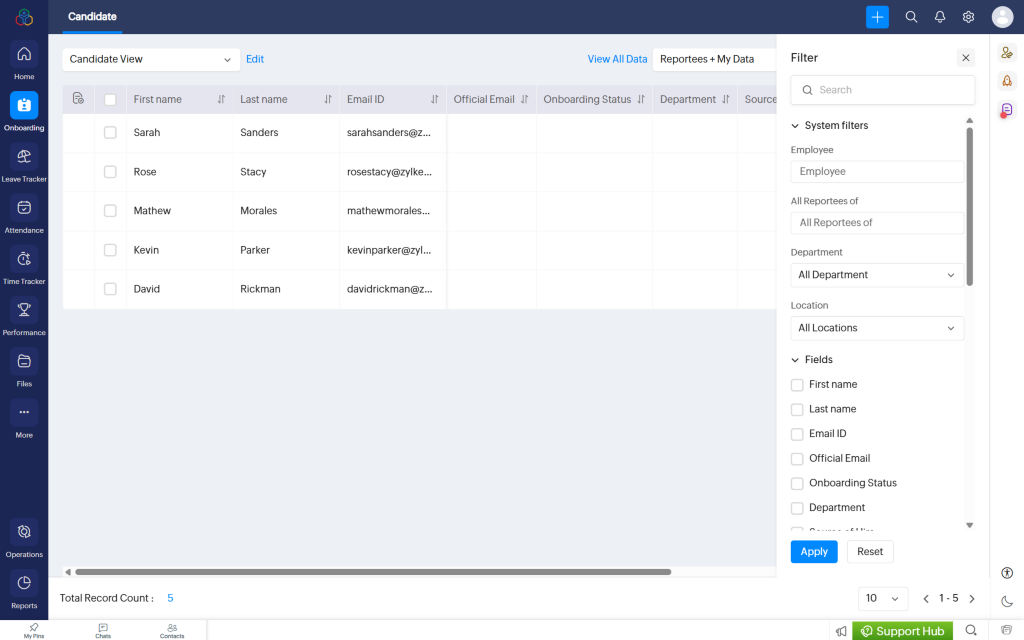 Candidate
Home
Onboarding
Leave Tracker
Attendance
Time Tracker
Performance
Files
More
Operations
Reports
Candidate View
Edit
View All Data
Reportees + My Data
First name
Last name
Email ID
Official Email
Onboarding Status
Department
Source
Sarah Sanders sarahsanders@z...
Rose Stacy rosestacy@zylke...
Mathew Morales mathewmorales...
Kevin Parker kevinparker@zyl...
David Rickman davidrickman@z...
Filter
Search
System filters
Employee
Employee
All Reportees of
All Reportees of
Department
All Department
Location
All Locations
Fields
First name
Last name
Email ID
Official Email
Onboarding Status
Department
Source of Hire
Apply Reset
Total Record Count : 5
10
1 - 5
My Pins
Chats
Contacts
Support Hub